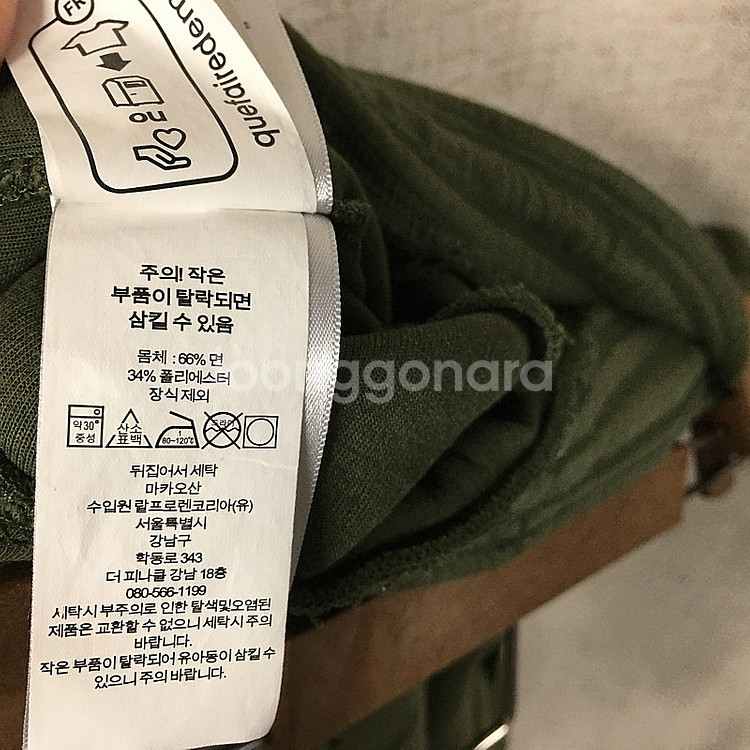 FR
quefairedem
주의! 작은
부품이 탈락되면
삼킬 수 있음
몸체 : 66% 면
34% 폴리에스터
장식 제외
약30°
중성
산소
표백
1
80~120℃
드라이
뒤집어서 세탁
마카오산
수입원 랄프로렌코리아(유)
서울특별시
강남구
학동로 343
더 피나클 강남 18층
080-566-1199
세탁시 부주의로 인한 탈색및오염된
제품은 교환할 수 없으니 세탁시 주의
바랍니다.
작은 부품이 탈락되어 유아동이 삼킬 수
있으니 주의 바랍니다.
bonggonara